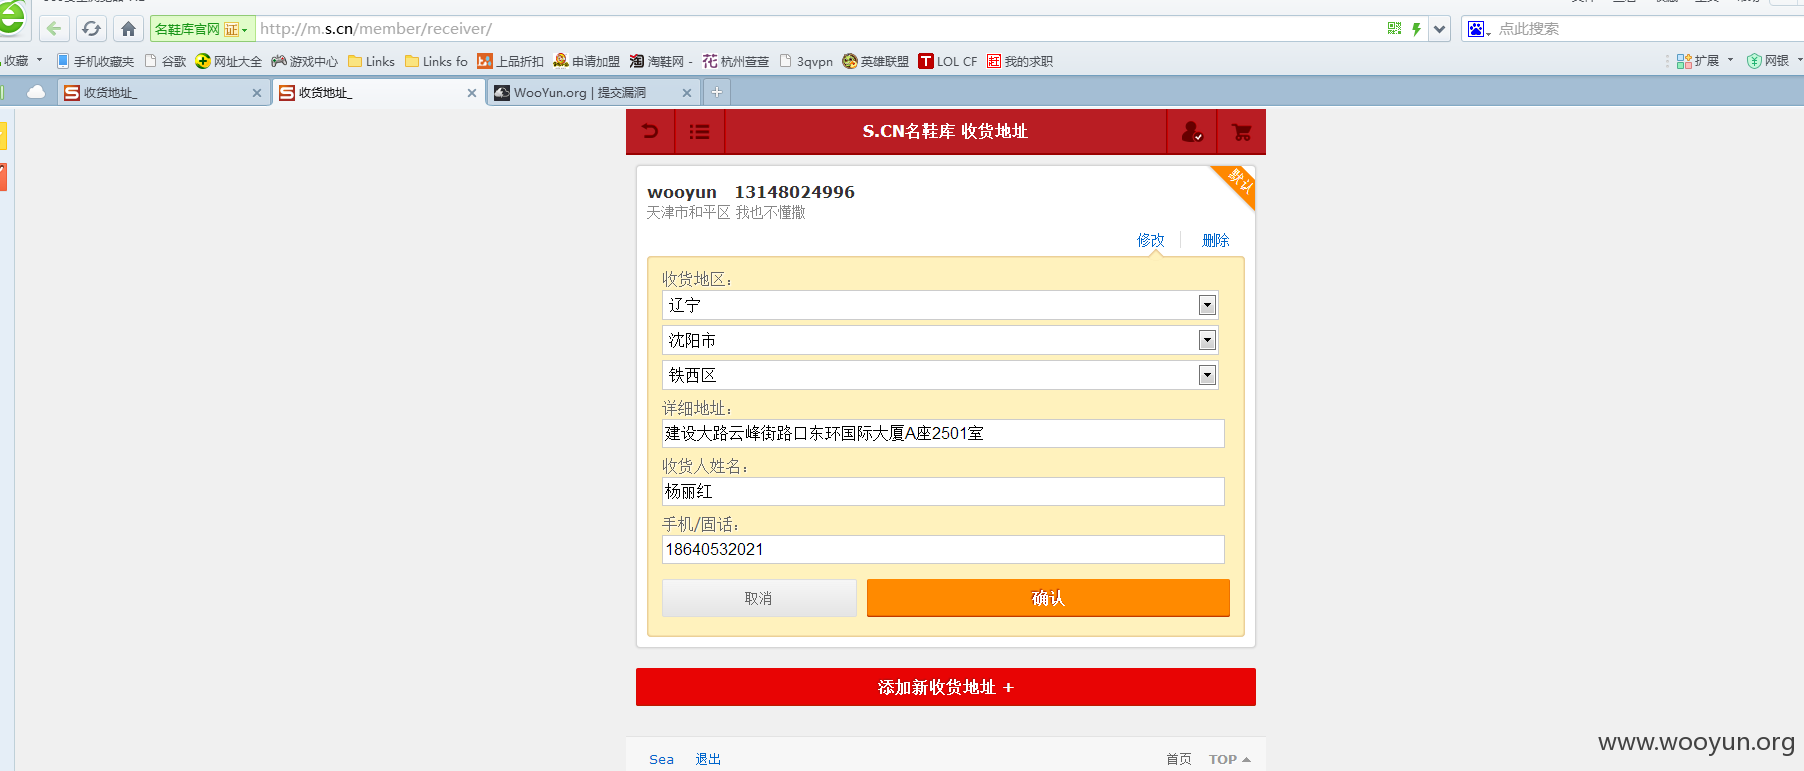 名鞋库官网 证 http://m.s.cn/member/receiver/ 点此搜索
收藏 手机收藏夹 谷歌 网址大全 游戏中心 Links Links fo 上品折扣 申请加盟 淘鞋网 - 杭州萱萱 3qvpn 英雄联盟 LOL CF 我的求职 扩展 网银
收货地址_ 收货地址_ WooYun.org | 提交漏洞
S.CN名鞋库 收货地址
默认
wooyun 13148024996
天津市和平区 我也不懂撒
修改 删除
收货地区：
辽宁
沈阳市
铁西区
详细地址：
建设大路云峰街路口东环国际大厦A座2501室
收货人姓名：
杨丽红
手机/固话：
18640532021
取消 确认
添加新收货地址 +
Sea 退出 首页 TOP
www.wooyun.org